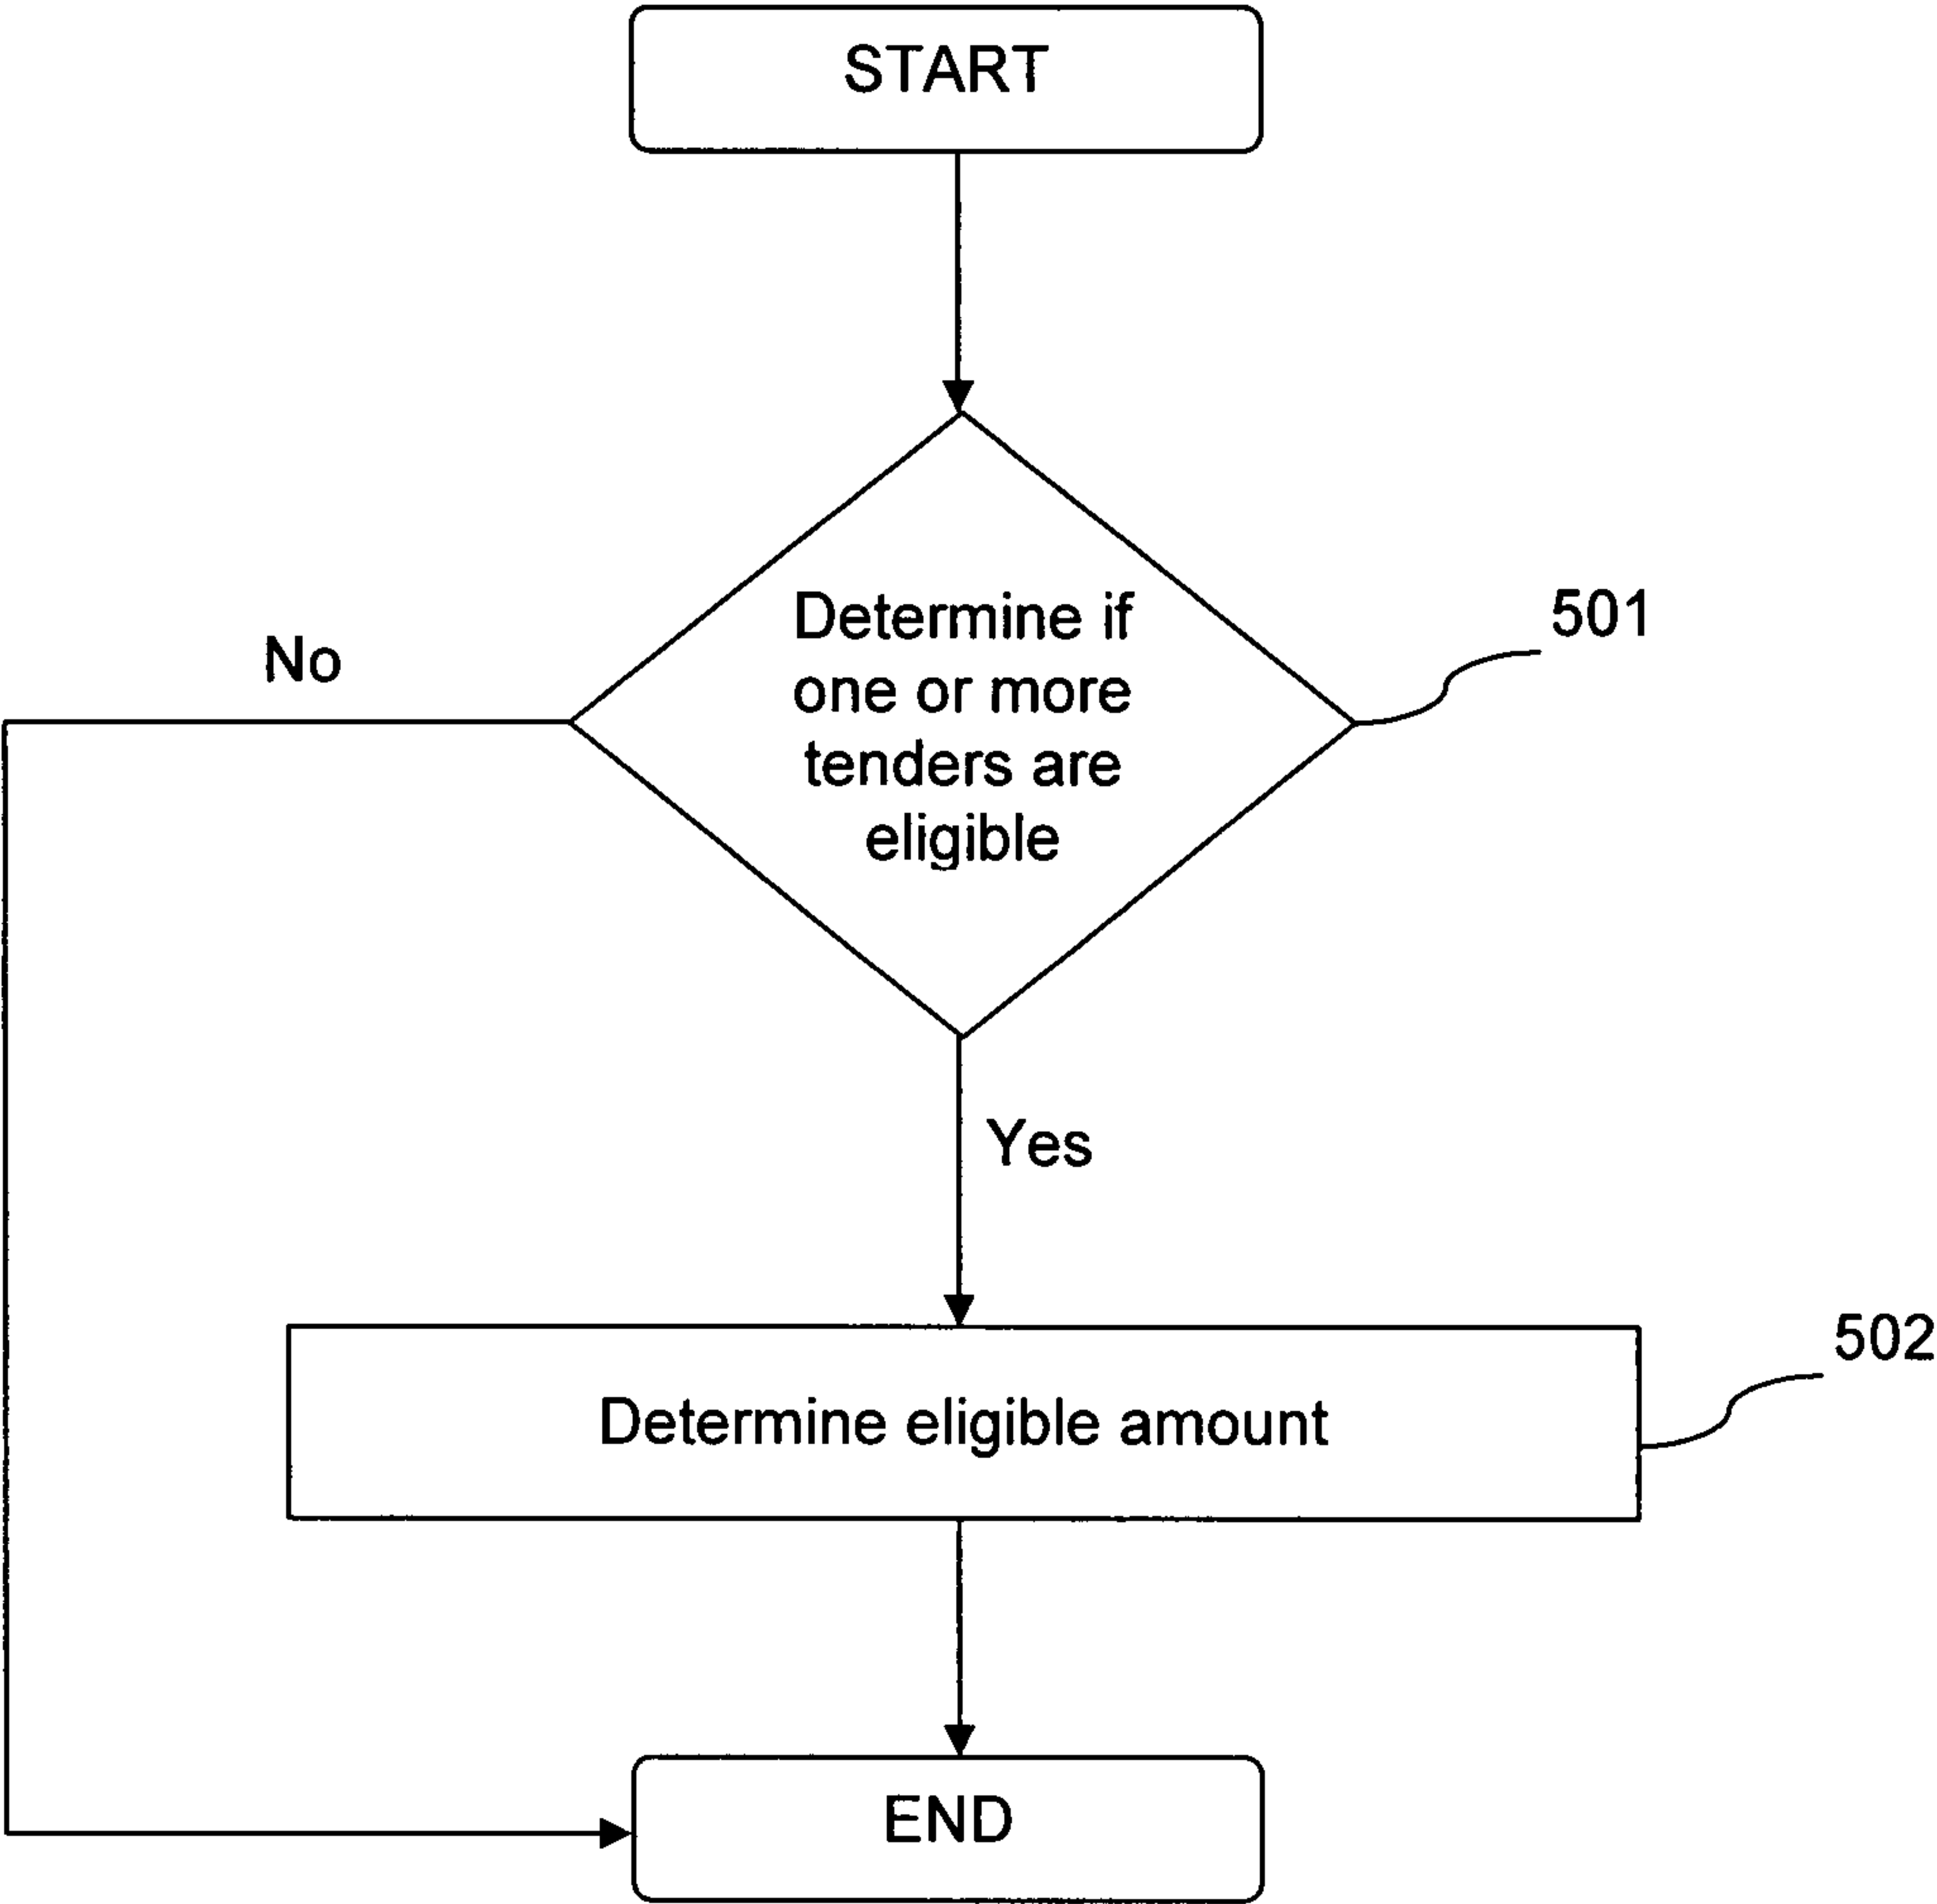 START
Determine if
one or more
tenders are
eligible
501
No
Yes
502
Determine eligible amount
END